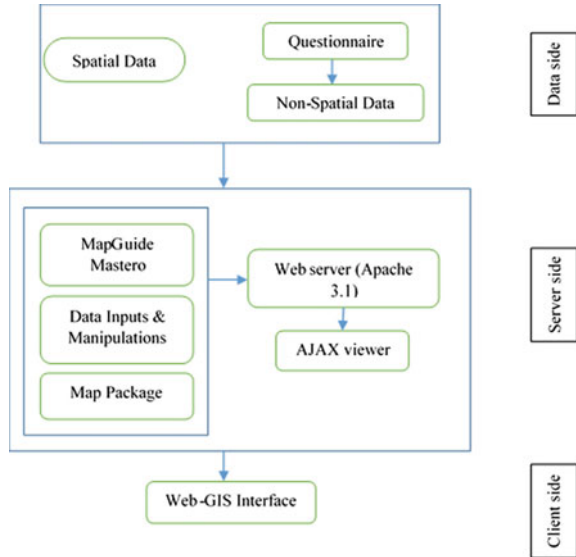 Spatial Data
Questionnaire
Non-Spatial Data
Data side
MapGuide
Mastero
Data Inputs &
Manipulations
Map Package
Web server (Apache
3.1)
AJAX viewer
Server side
Web-GIS Interface
Client side